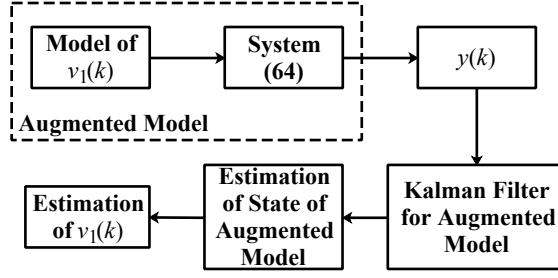 Model of
v₁(k)
System
(64)
y(k)
Augmented Model
Kalman Filter
for Augmented
Model
Estimation
of State of
Augmented
Model
Estimation
of v₁(k)